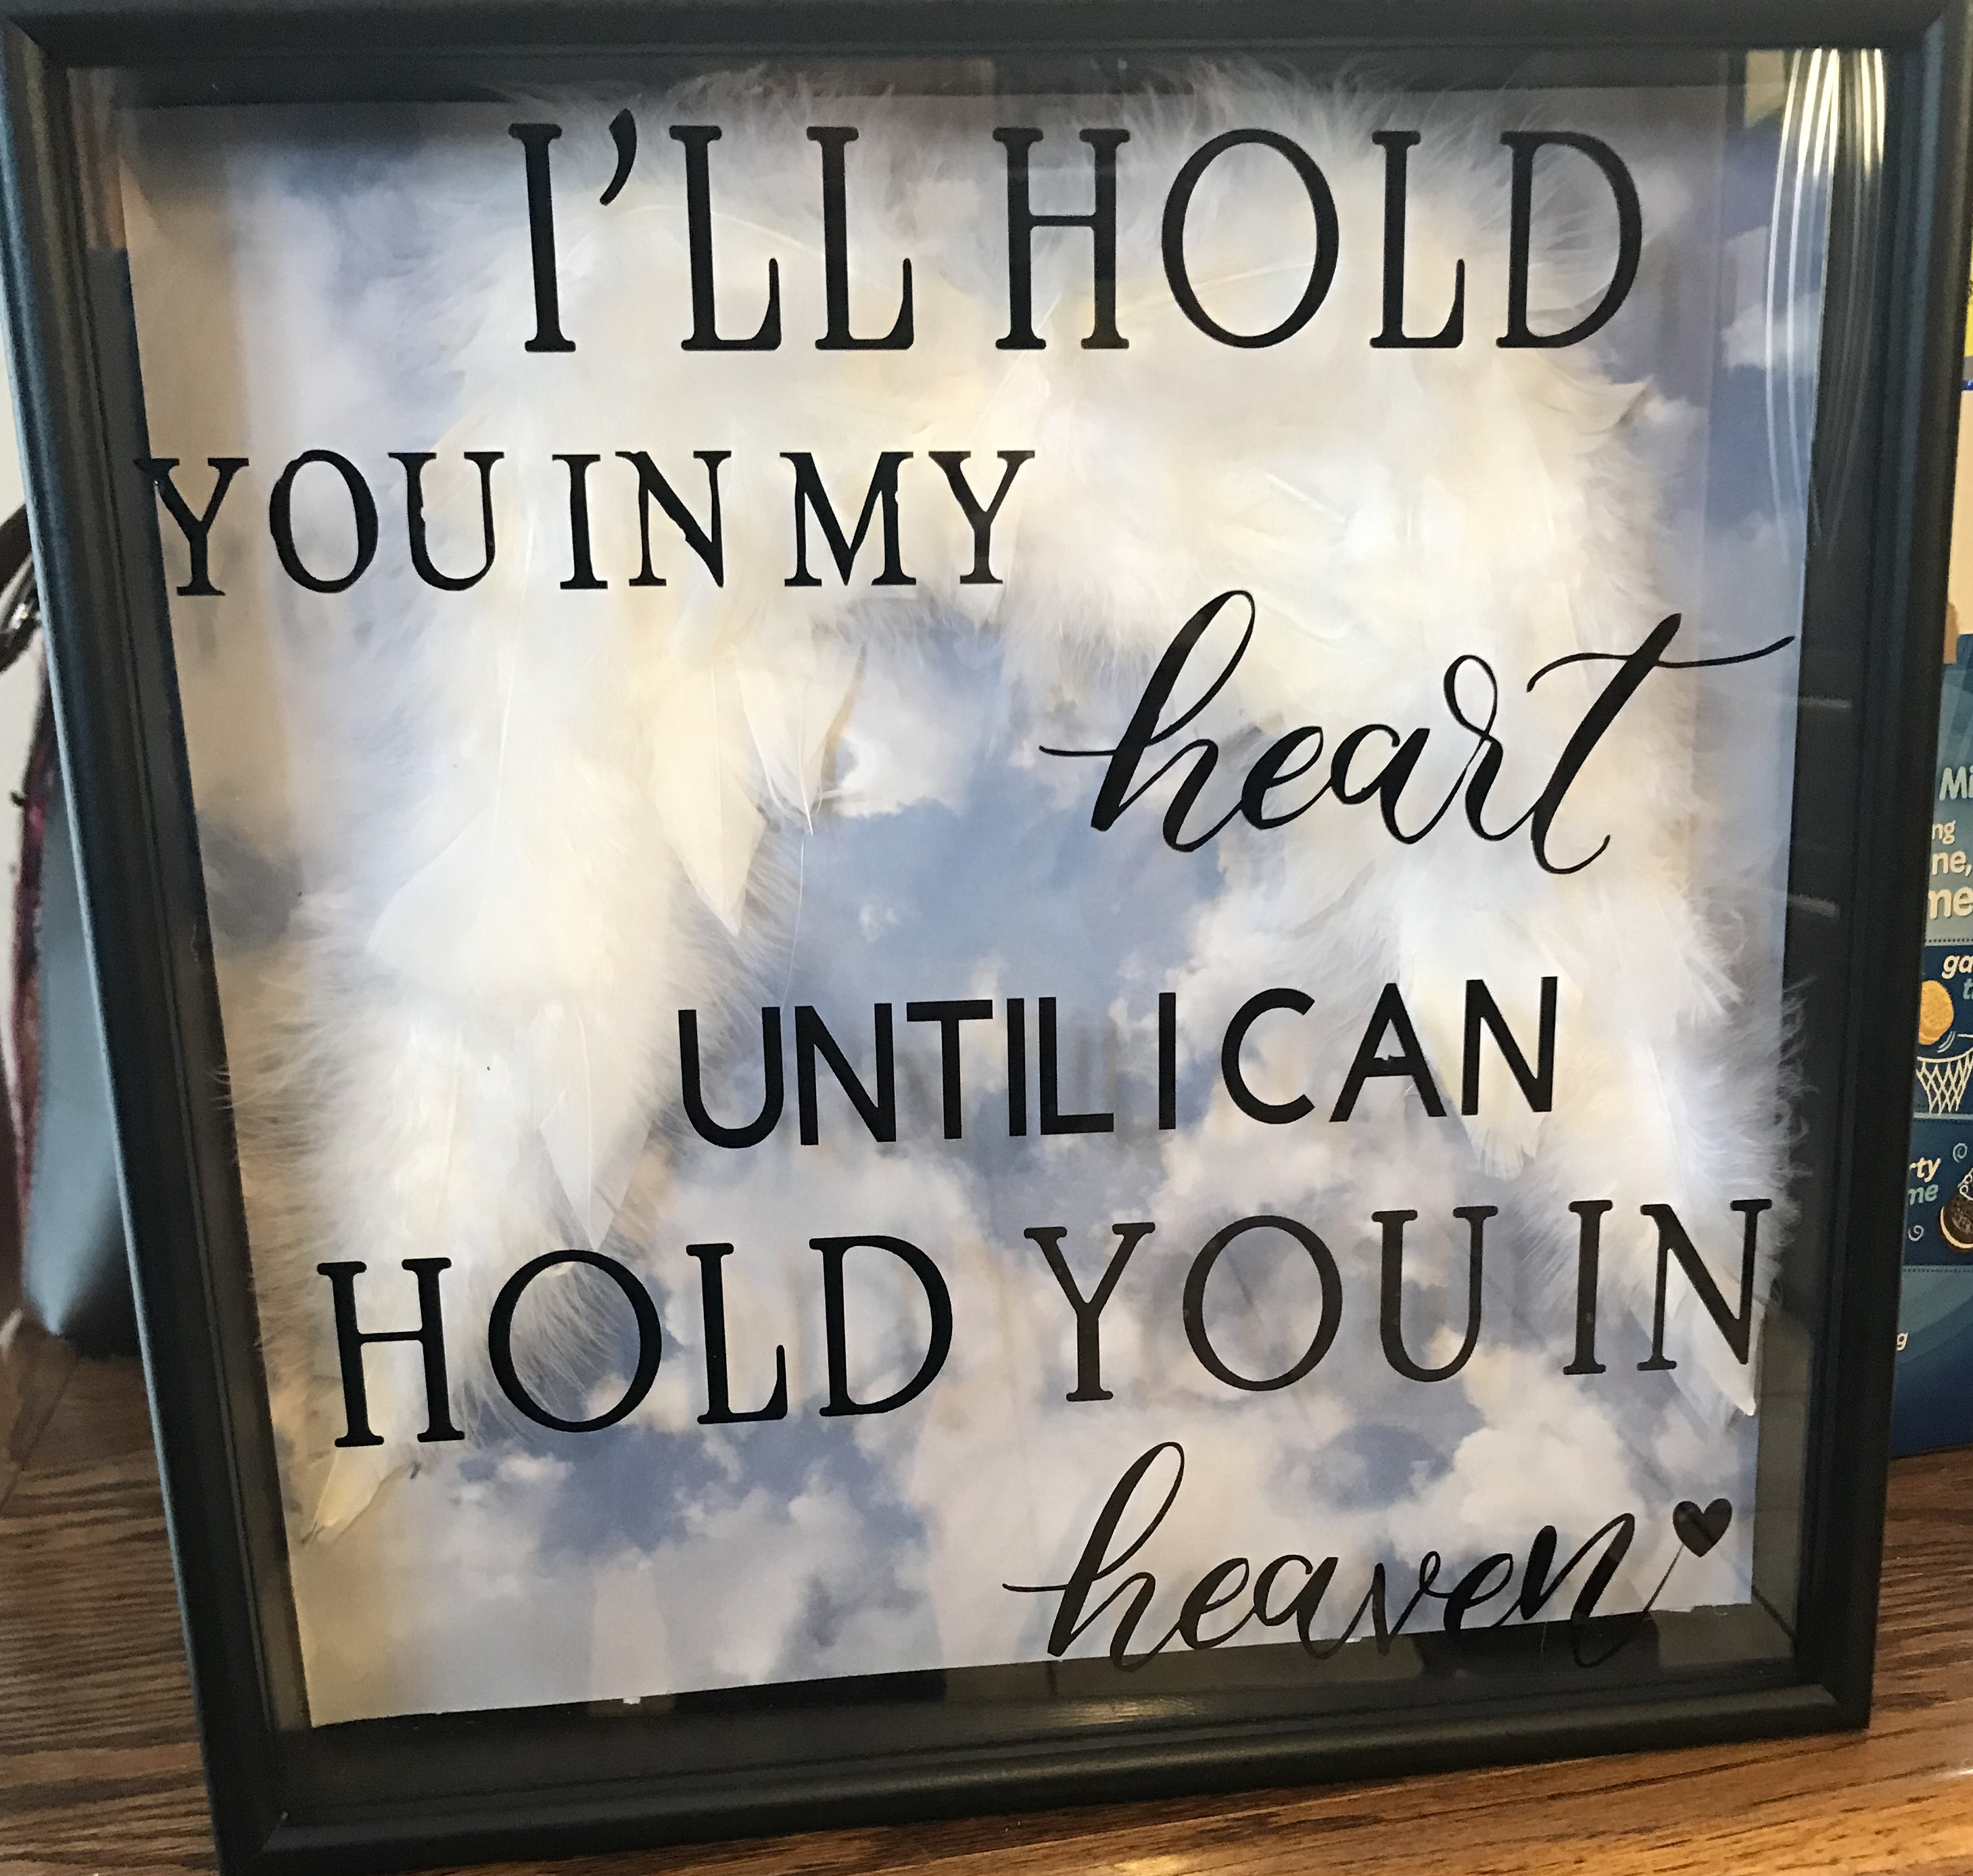 I'LL HOLD
YOU IN MY
heart
UNTIL I CAN
HOLD YOU IN
heaven